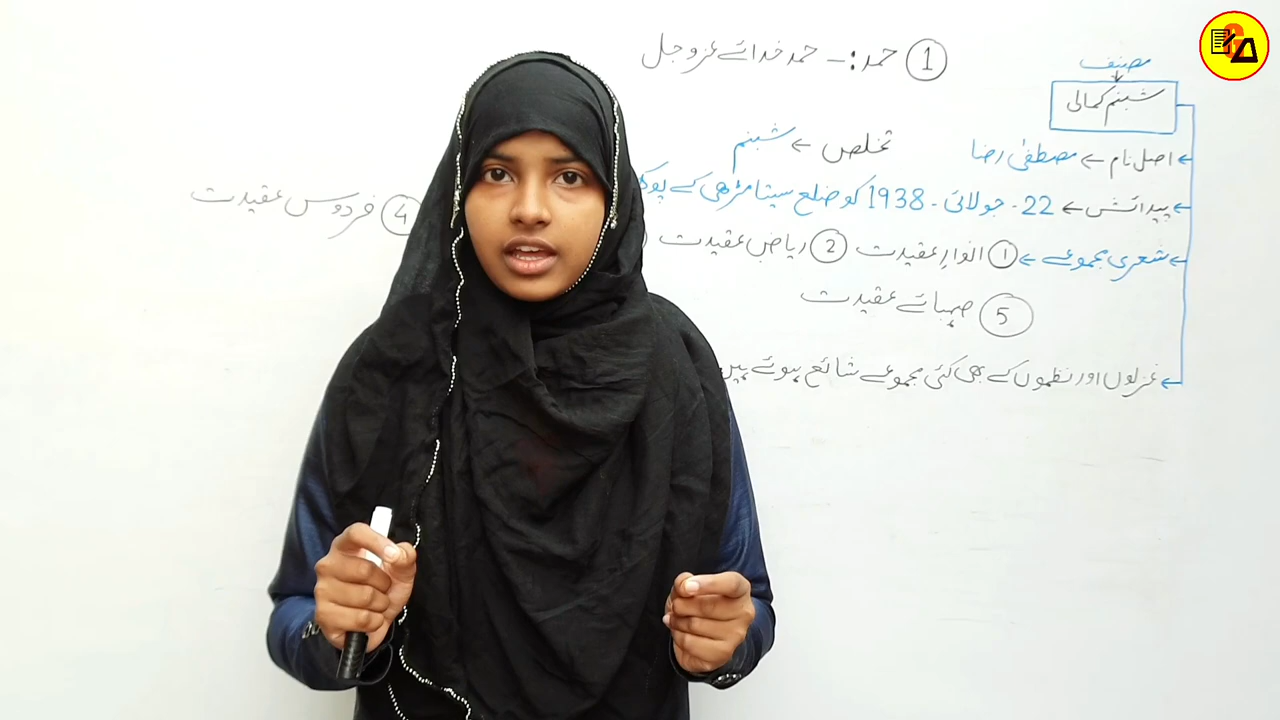 ① حمد :- حمد خدائے عزوجل
مصنف
شبنم کمالی
اصل نام ← مصطفیٰ رضا تخلص ← شبنم
پیدائش ← 22 - جولائی - 1938 کو ضلع سیتامڑھی کے
شعری مجموعے ← ① انوارِ عقیدت ② ریاض عقیدت
④ فردوس عقیدت
⑤ صہبائے عقیدت
غزلوں اور نظموں کے بھی کئی مجموعے شائع ہوئے ہیں